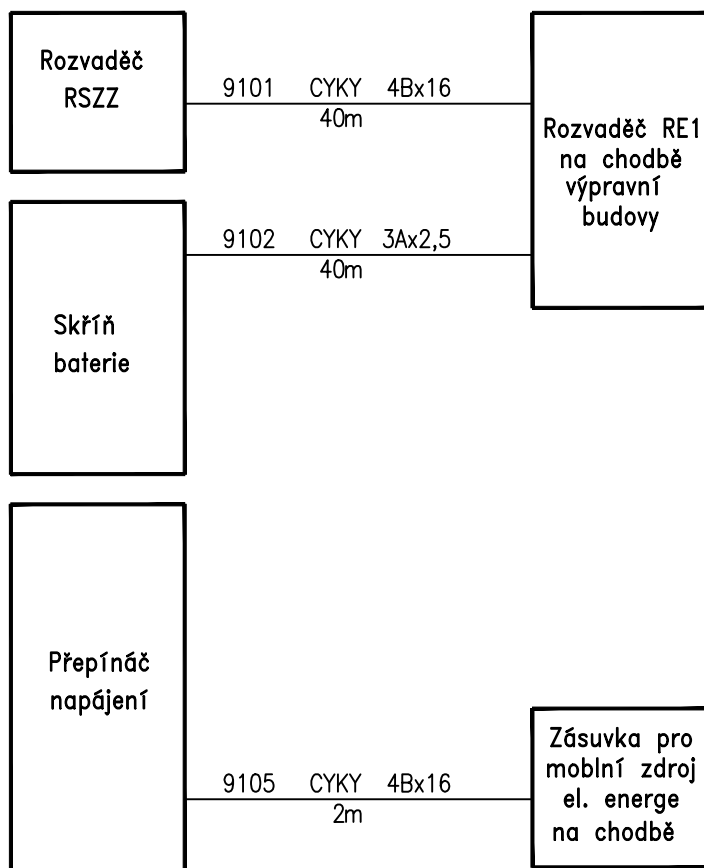 Rozvaděč
RSZZ
9101 CYKY 4Bx16
40m
Rozvaděč RE1
na chodbě
výpravní
budovy
9102 CYKY 3Ax2,5
40m
Skříň
baterie
Přepínáč
napájení
9105 CYKY 4Bx16
2m
Zásuvka pro
moblní zdroj
el. energe
na chodbě